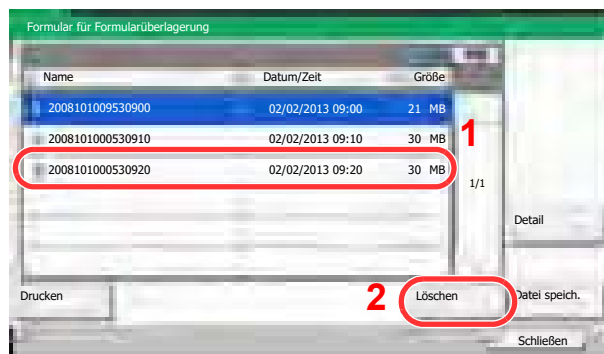 Formular für Formularüberlagerung
Name Datum/Zeit Größe
2008101009530900 02/02/2013 09:00 21 MB
2008101000530910 02/02/2013 09:10 30 MB
1
2008101000530920 02/02/2013 09:20 30 MB
1/1
Detail
Drucken 2 Löschen Datei speich.
Schließen